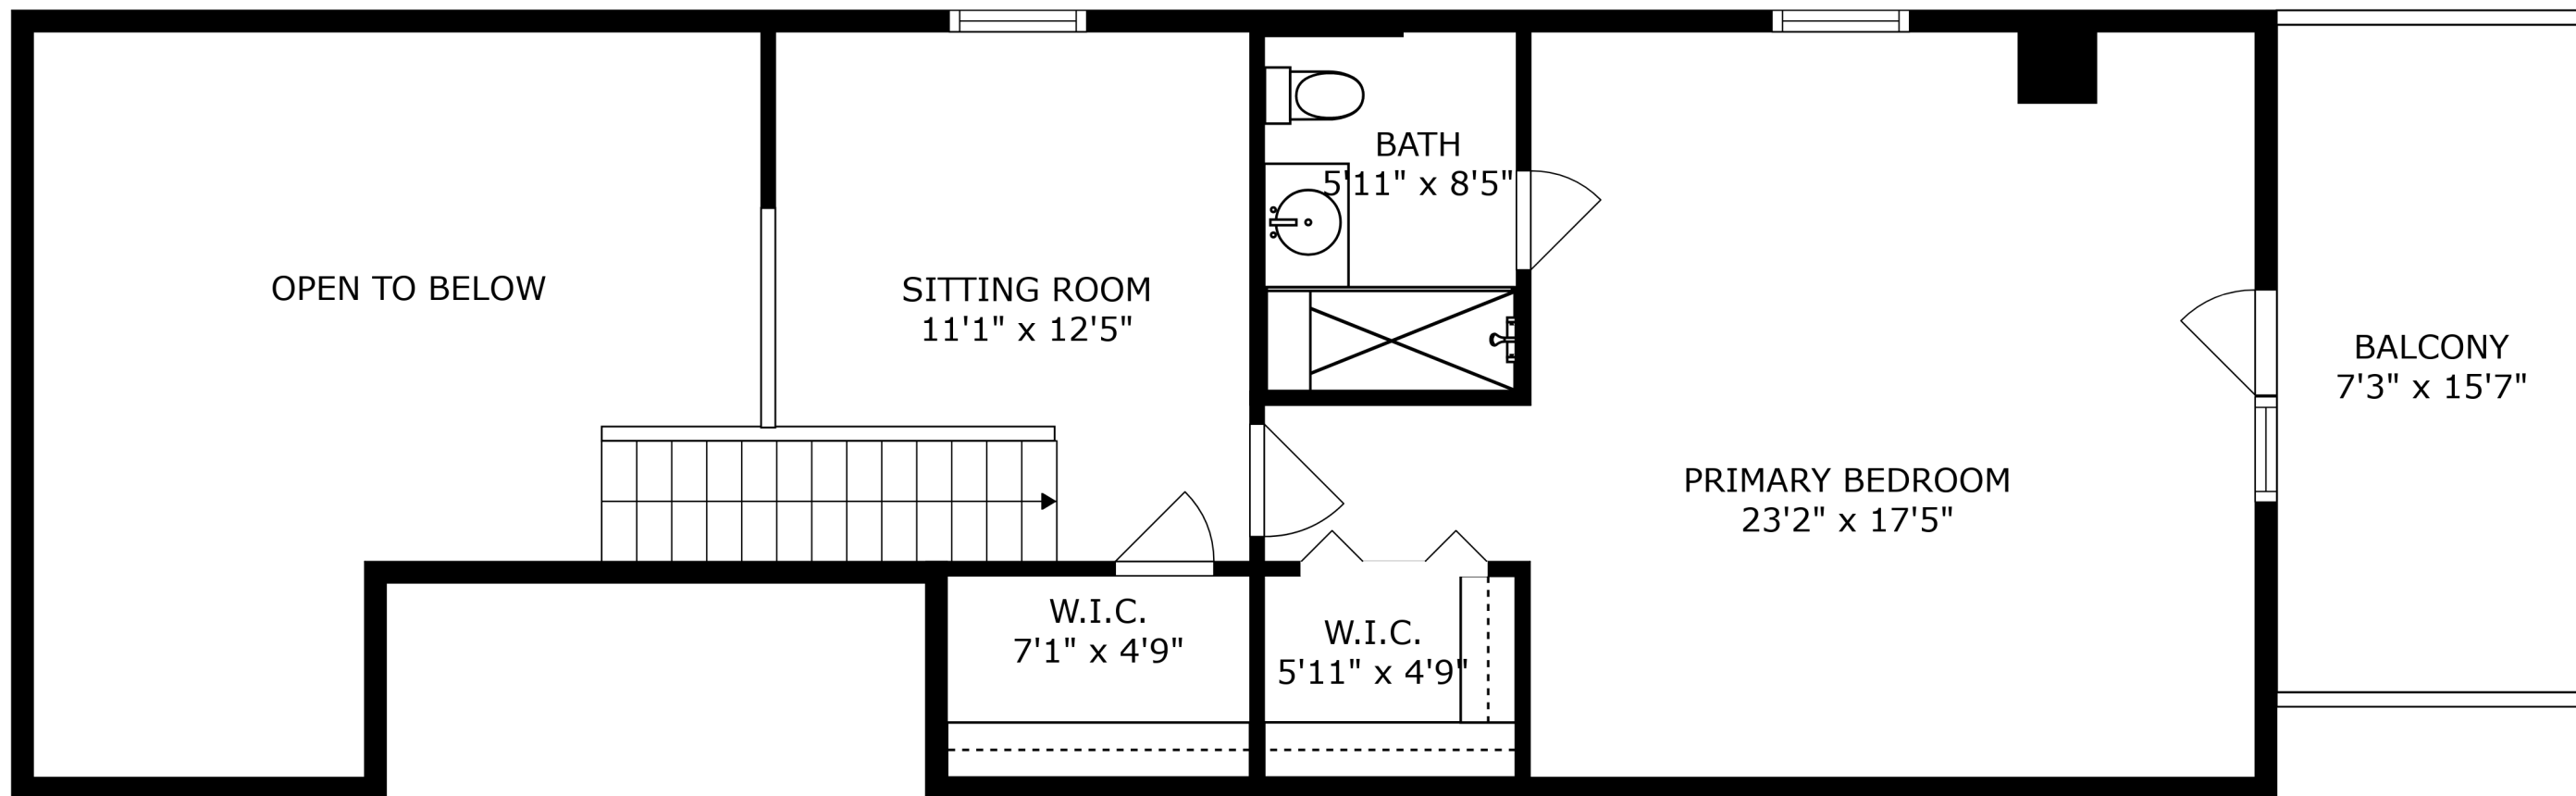 OPEN TO BELOW
SITTING ROOM
11'1" x 12'5"
BATH
5'11" x 8'5"
PRIMARY BEDROOM
23'2" x 17'5"
BALCONY
7'3" x 15'7"
W.I.C.
7'1" x 4'9"
W.I.C.
5'11" x 4'9"